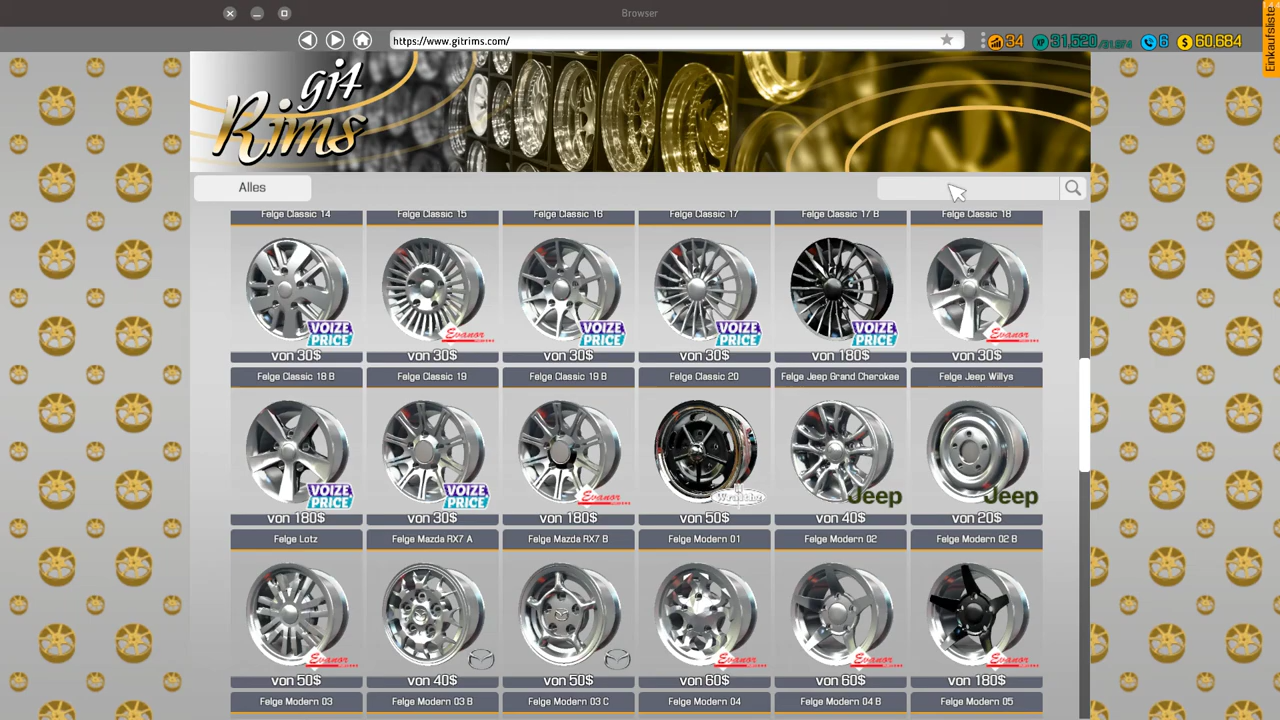 Browser
https://www.gitrims.com/
34
XP 31,520/31,974
6
$ 60,684
Einkaufsliste
git
Rims
Alles
Felge Classic 14
Felge Classic 15
Felge Classic 16
Felge Classic 17
Felge Classic 17 B
Felge Classic 18
VOIZE PRICE
Evanor
VOIZE PRICE
VOIZE PRICE
VOIZE PRICE
Evanor
von 30$
von 30$
von 30$
von 30$
von 180$
von 30$
Felge Classic 18 B
Felge Classic 19
Felge Classic 19 B
Felge Classic 20
Felge Jeep Grand Cherokee
Felge Jeep Willys
VOIZE PRICE
VOIZE PRICE
Evanor
Jeep
Jeep
von 180$
von 30$
von 180$
von 50$
von 40$
von 20$
Felge Lotz
Felge Mazda RX7 A
Felge Mazda RX7 B
Felge Modern 01
Felge Modern 02
Felge Modern 02 B
Evanor
Evanor
Evanor
Evanor
von 50$
von 40$
von 50$
von 60$
von 60$
von 180$
Felge Modern 03
Felge Modern 03 B
Felge Modern 03 C
Felge Modern 04
Felge Modern 04 B
Felge Modern 05